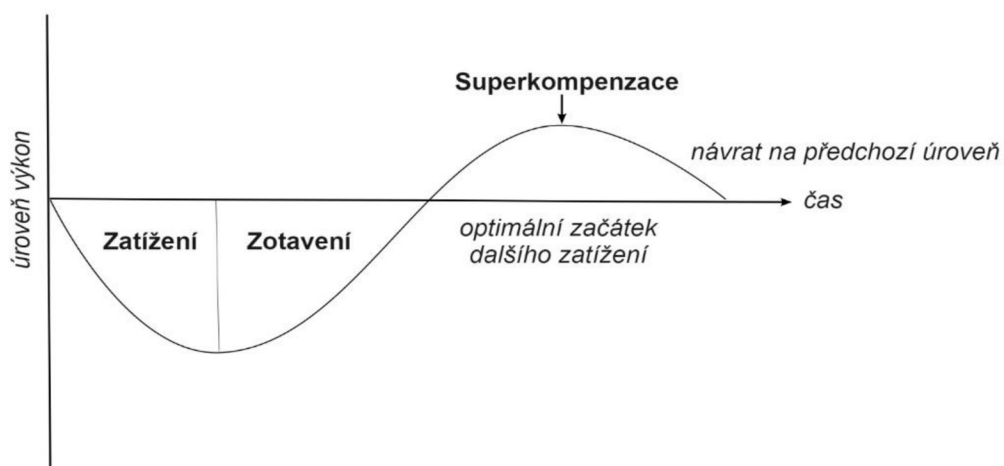 Superkompenzace
návrat na předchozí úroveň
úroveň výkon
čas
Zatížení
Zotavení
optimální začátek
dalšího zatížení